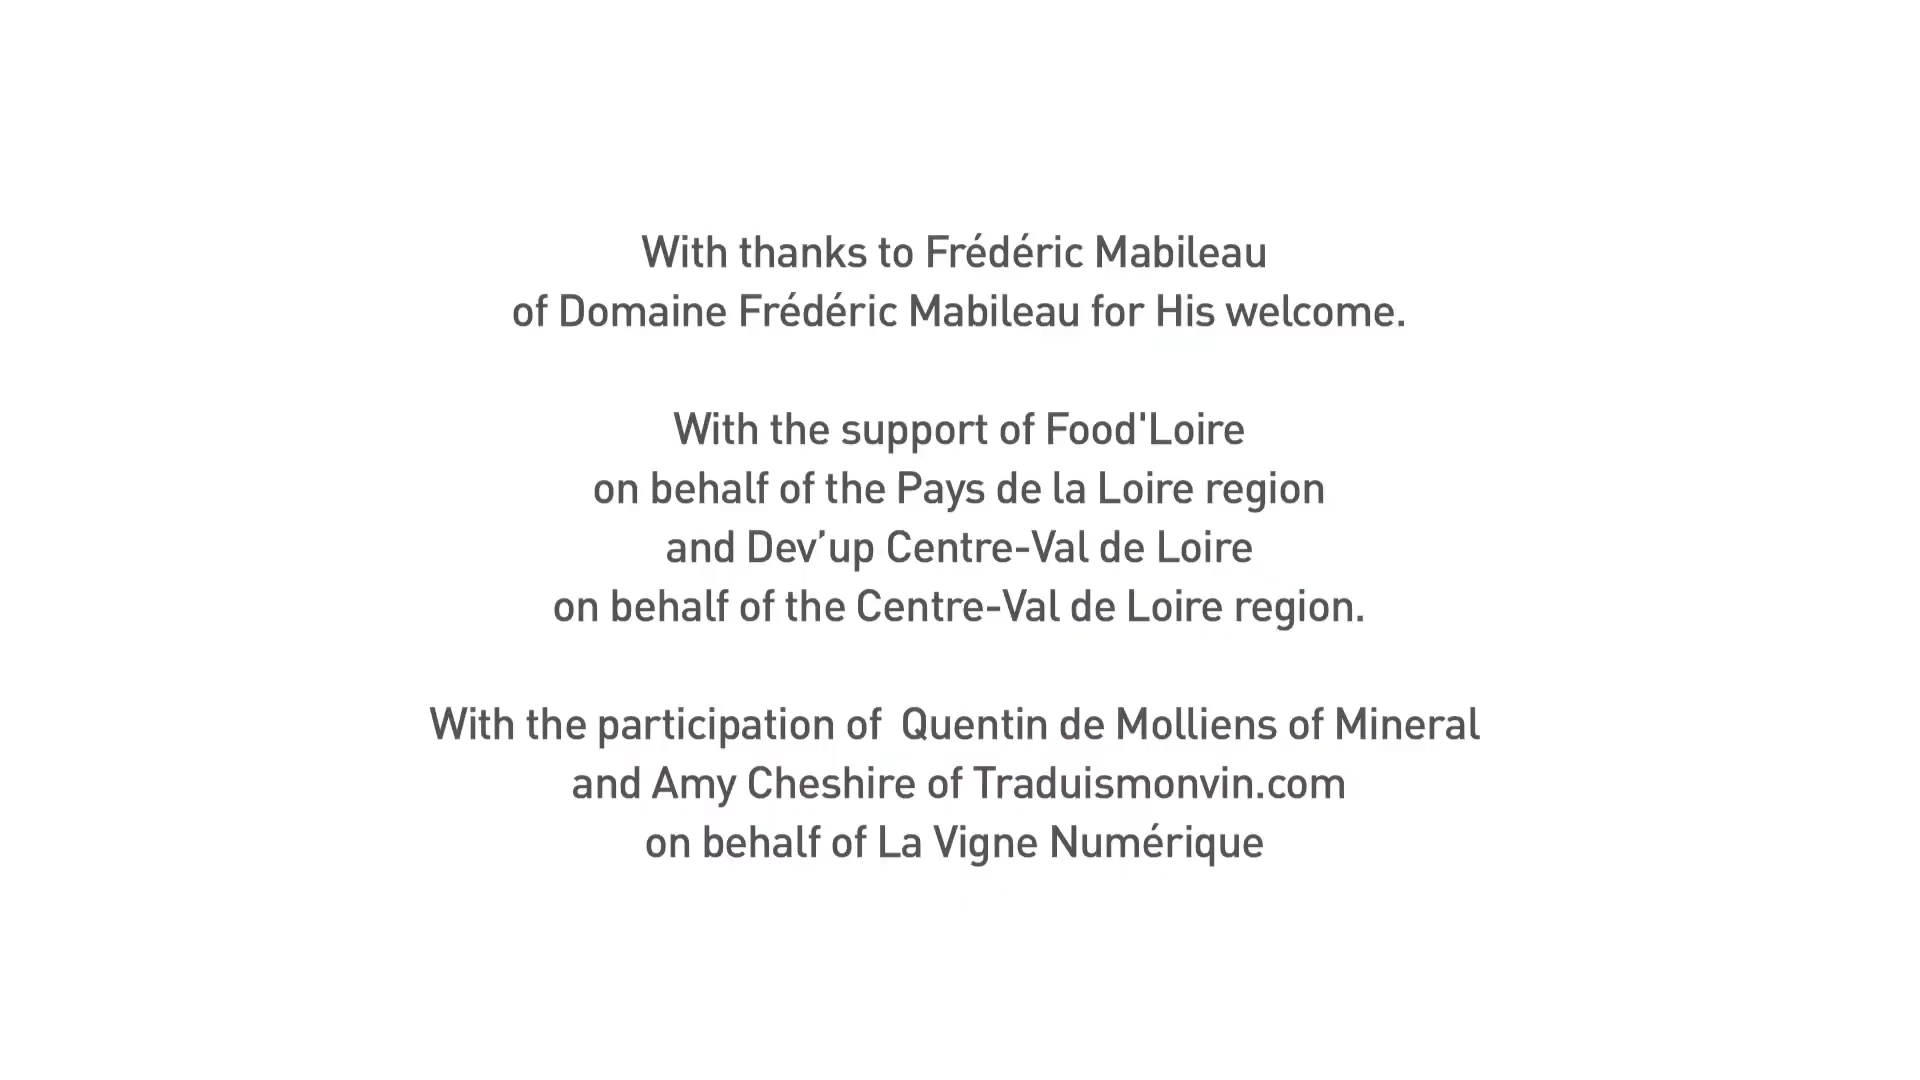 With thanks to Frédéric Mabileau
of Domaine Frédéric Mabileau for His welcome.
With the support of Food'Loire
on behalf of the Pays de la Loire region
and Dev’up Centre-Val de Loire
on behalf of the Centre-Val de Loire region.
With the participation of  Quentin de Molliens of Mineral
and Amy Cheshire of Traduismonvin.com
on behalf of La Vigne Numérique